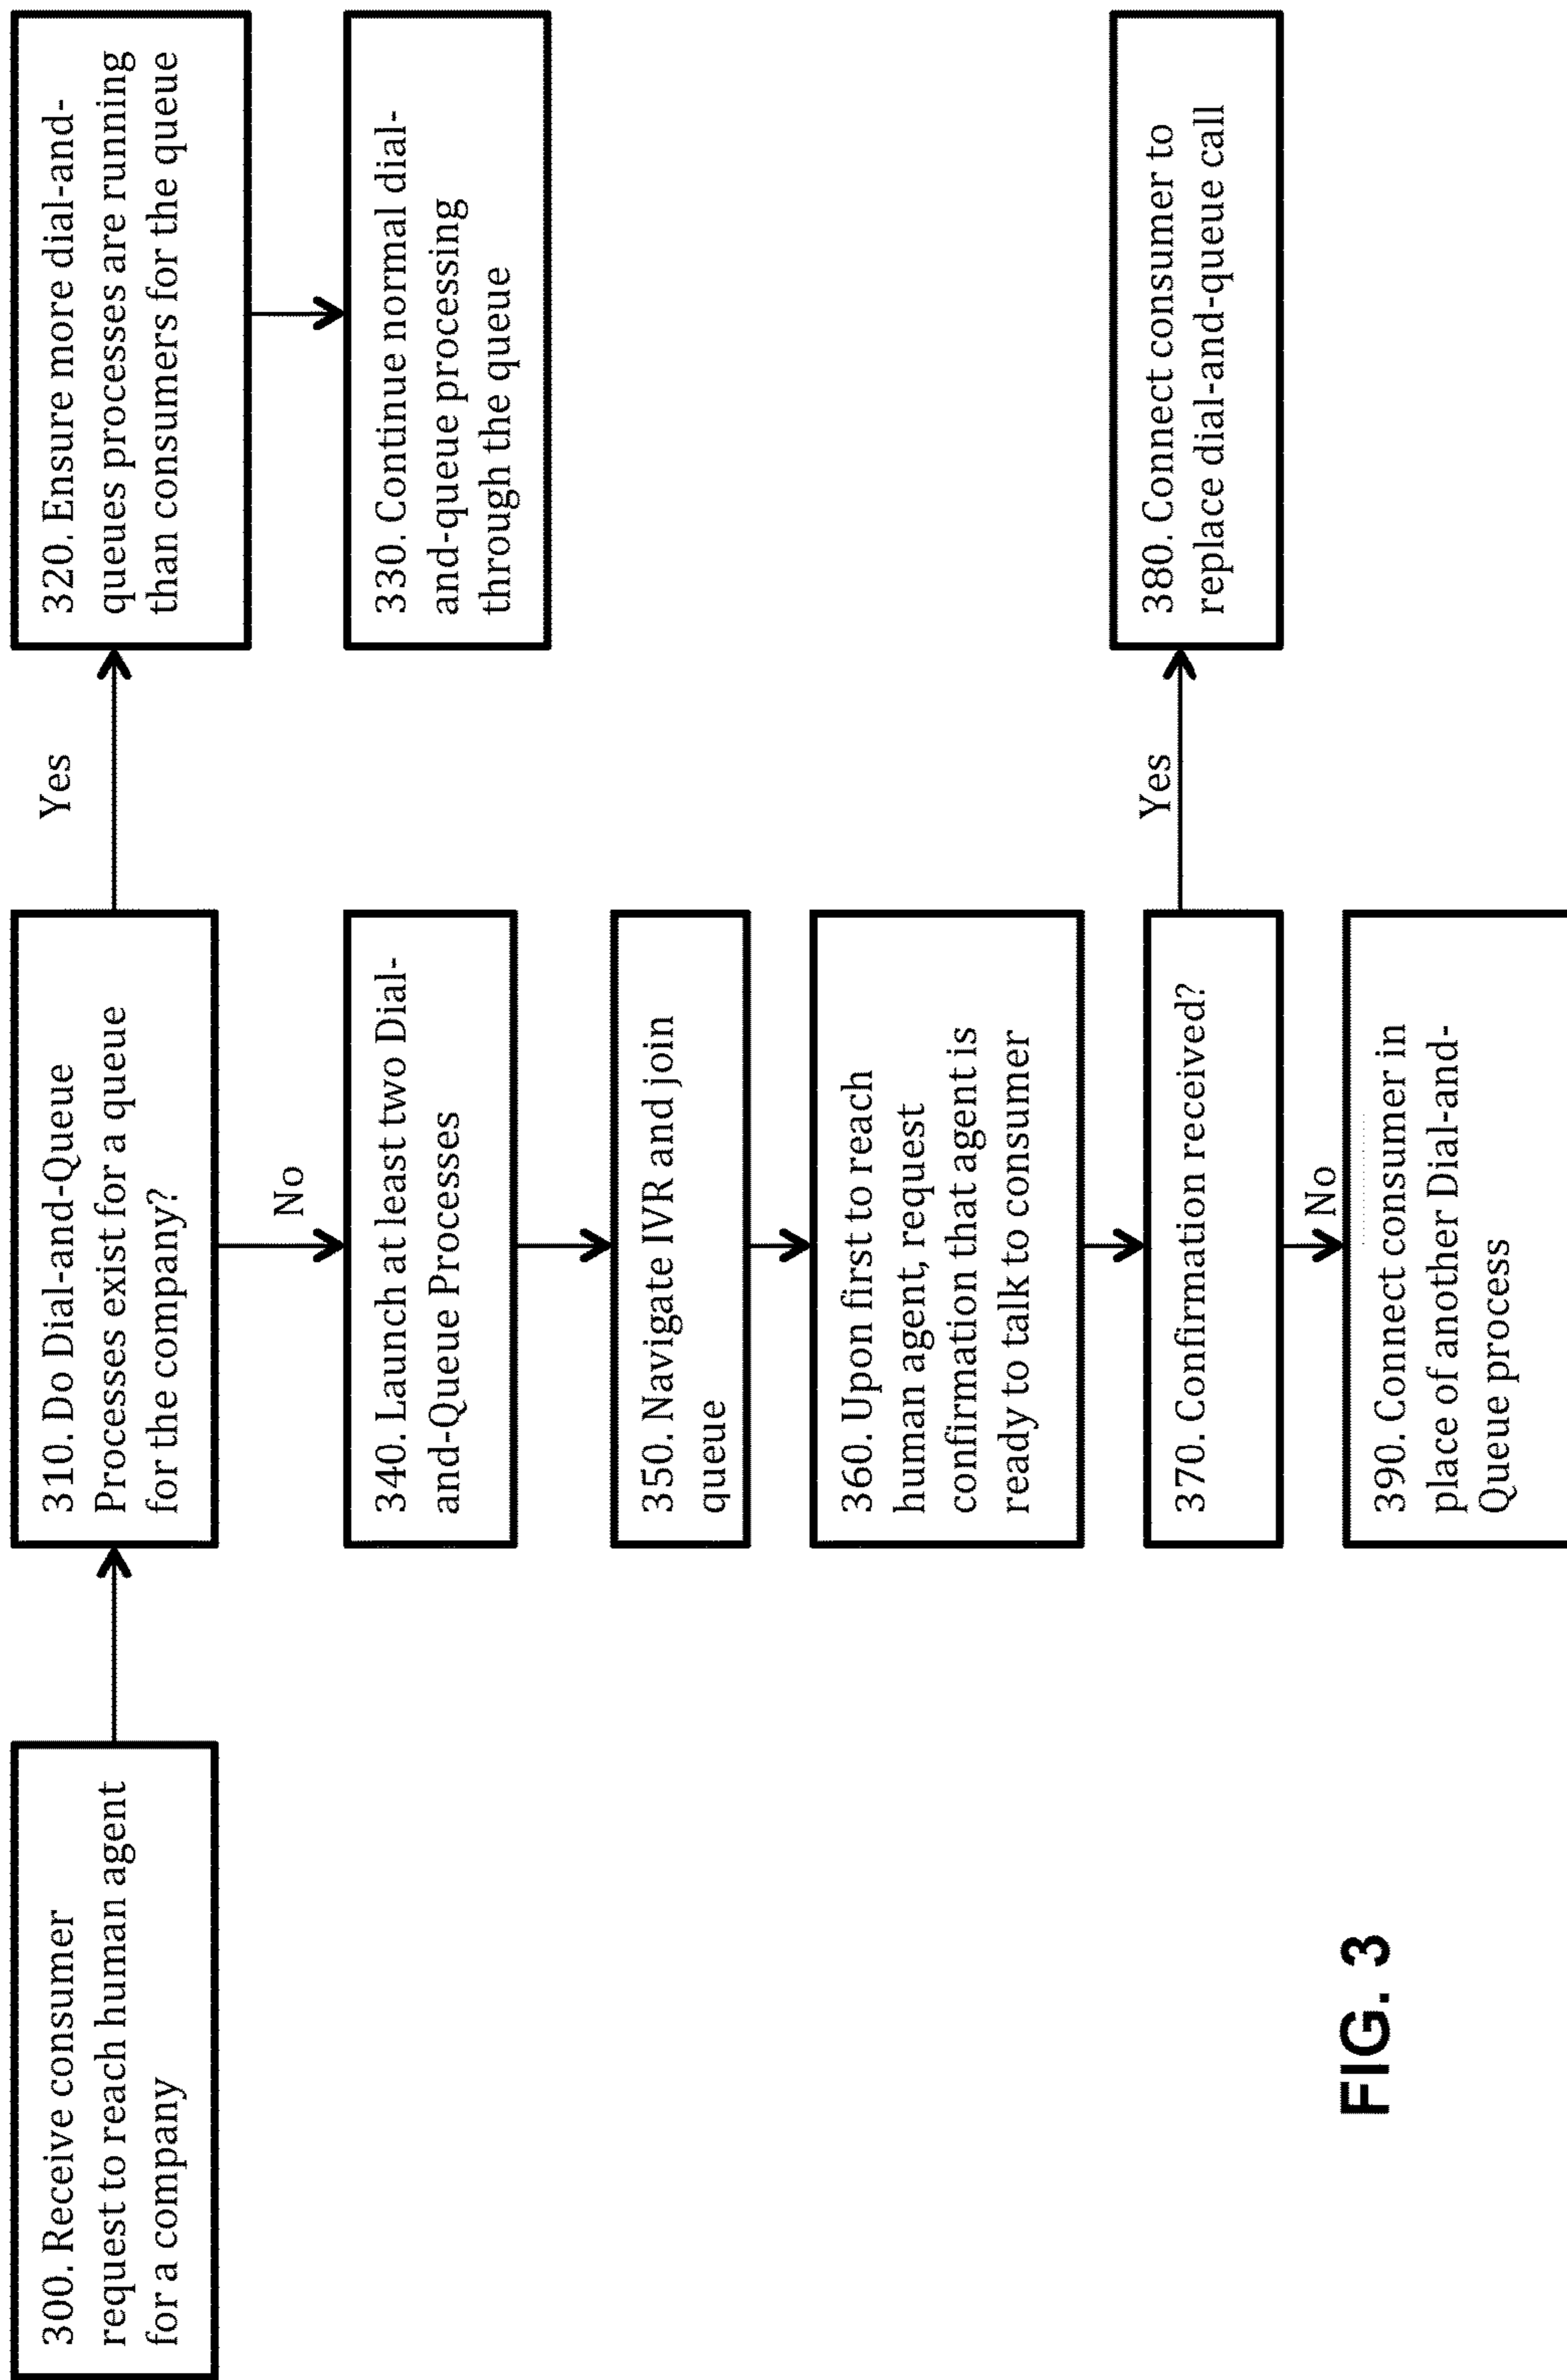 300. Receive consumer
request to reach human agent
for a company
310. Do Dial-and-Queue
Processes exist for a queue
for the company?
Yes
320. Ensure more dial-and-
queues processes are running
than consumers for the queue
330. Continue normal dial-
and-queue processing
through the queue
No
340. Launch at least two Dial-
and-Queue Processes
350. Navigate IVR and join
queue
360. Upon first to reach
human agent, request
confirmation that agent is
ready to talk to consumer
370. Confirmation received?
Yes
380. Connect consumer to
replace dial-and-queue call
No
390. Connect consumer in
place of another Dial-and-
Queue process
FIG. 3